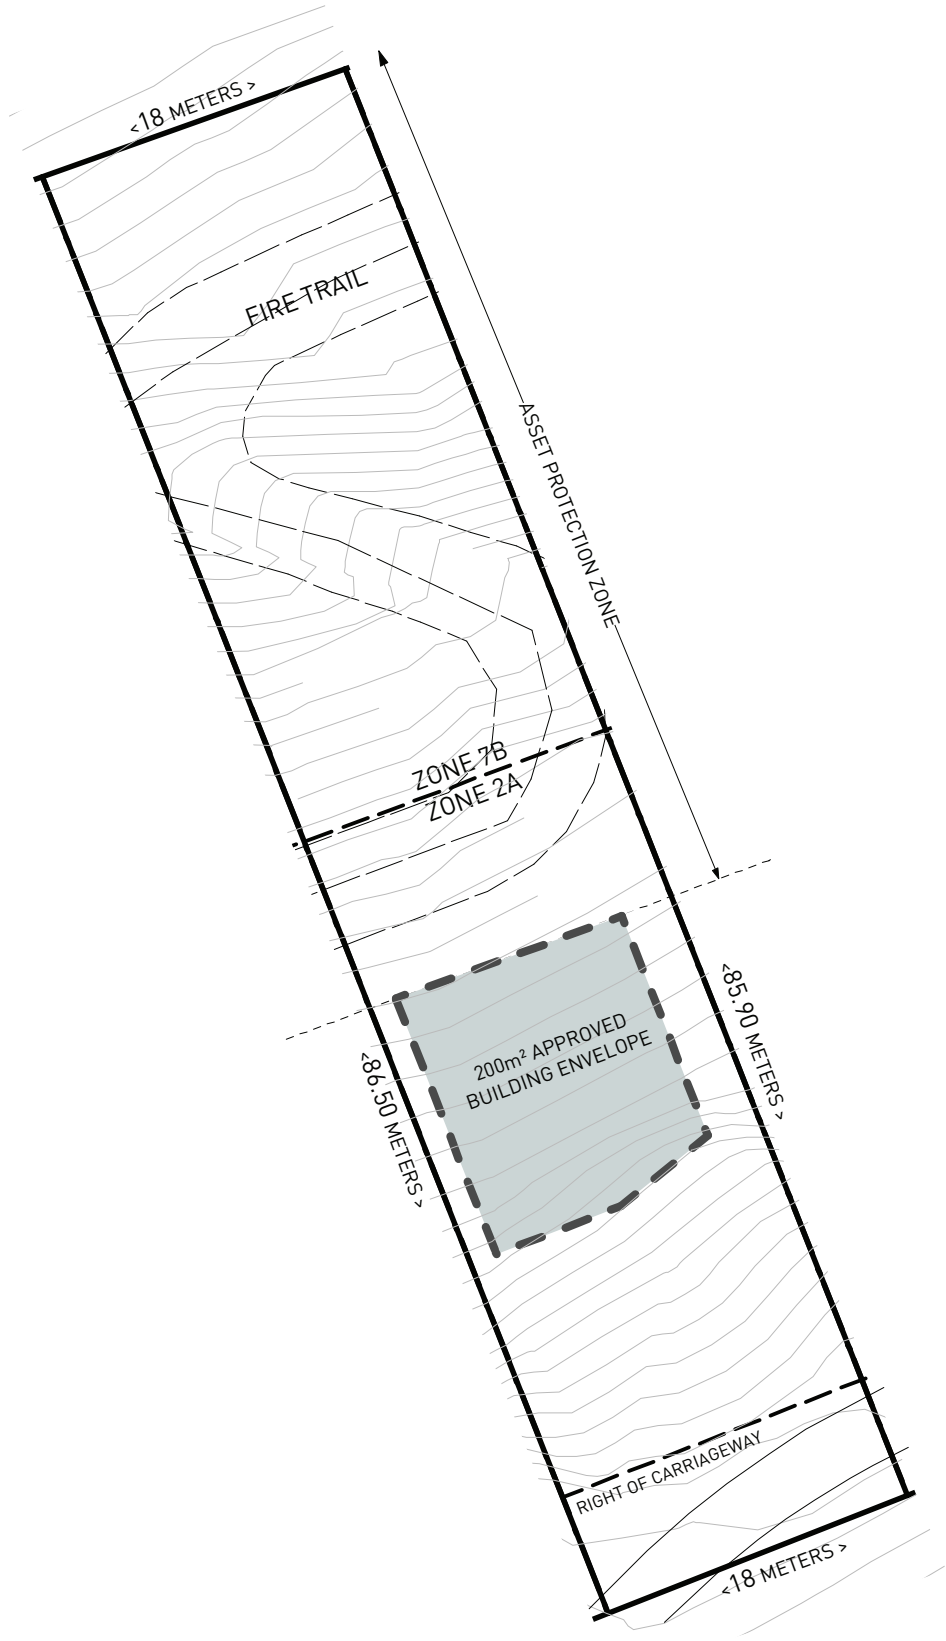 <18 METERS >
FIRE TRAIL
ASSET PROTECTION ZONE
ZONE 7B
ZONE 2A
<85.90 METERS >
200m² APPROVED
BUILDING ENVELOPE
<86.50 METERS >
RIGHT OF CARRIAGEWAY
<18 METERS >